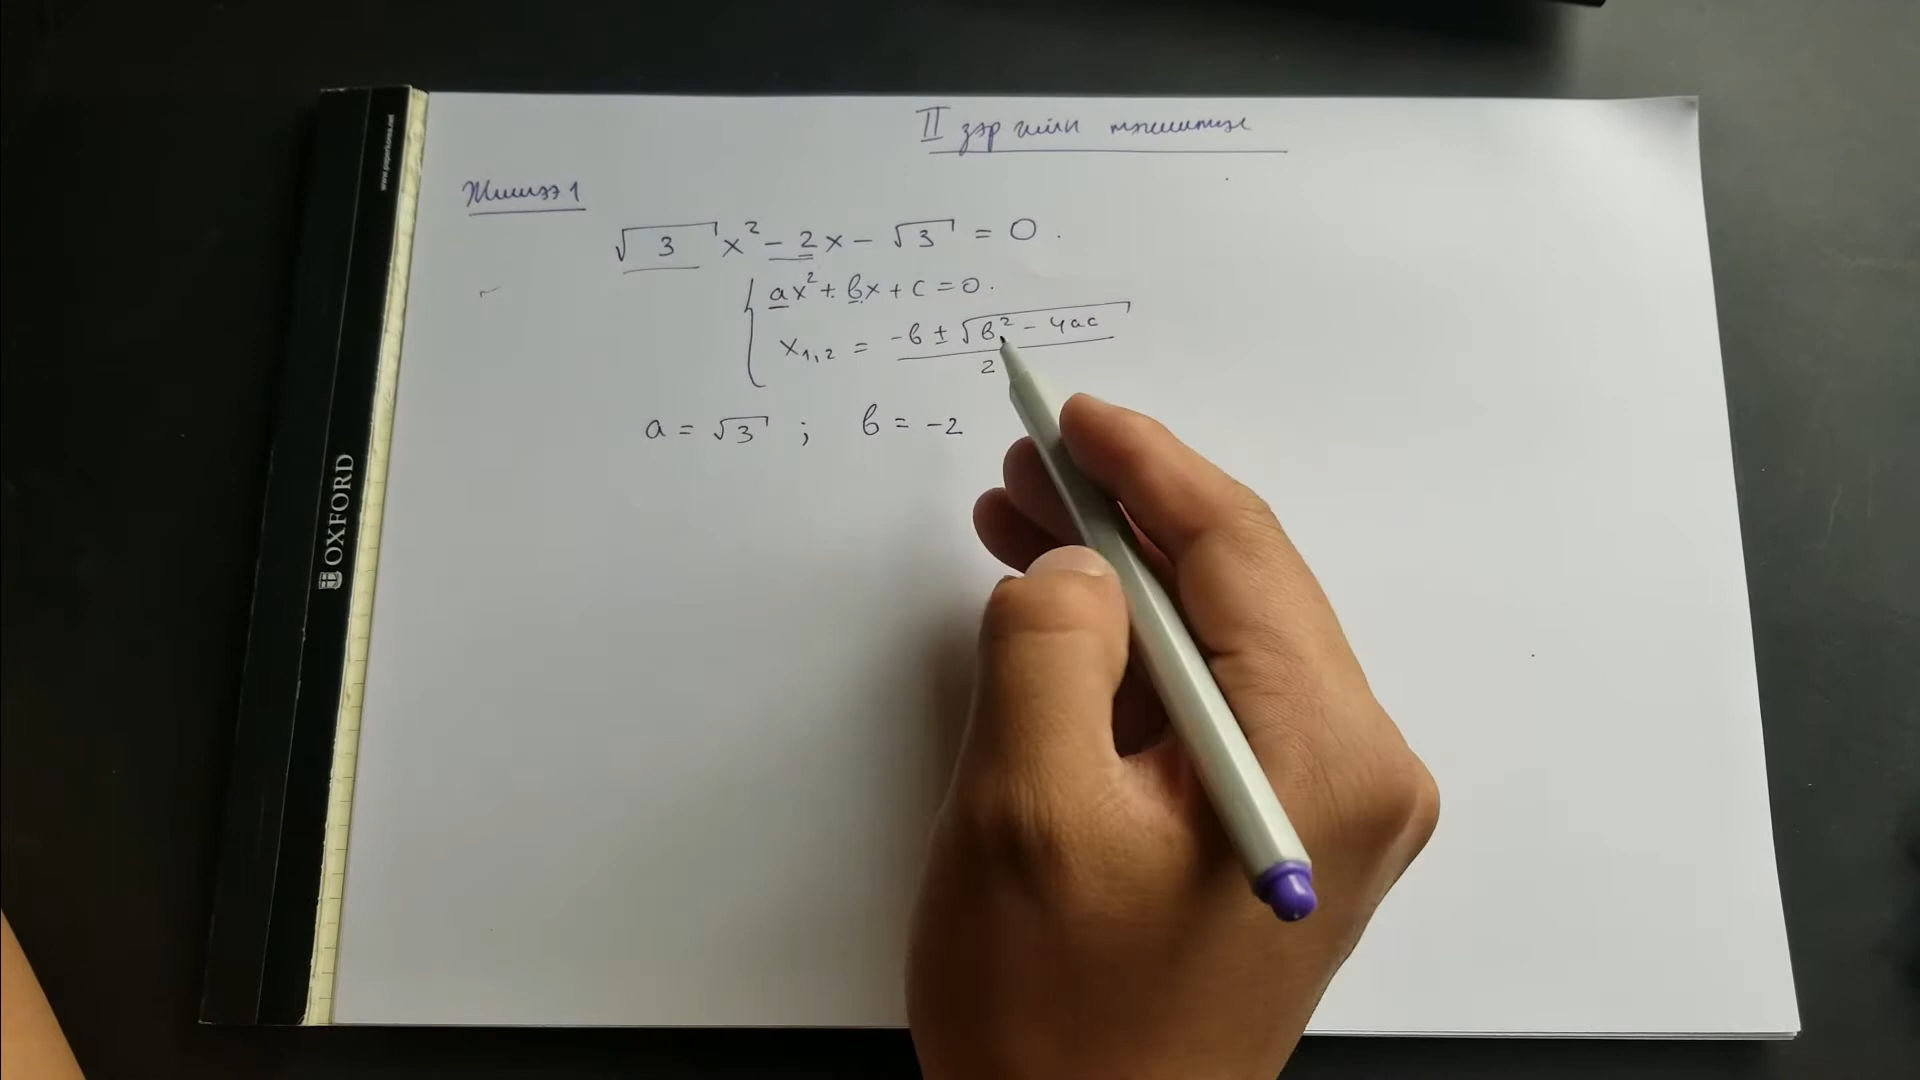 II зэргийн тэгшитгэл
Жишээ 1
√3 x² - 2x - √3 = 0.
ax² + bx + c = 0.
x₁,₂ = (-b ± √(b² - 4ac)) / 2
a = √3 ; b = -2
OXFORD